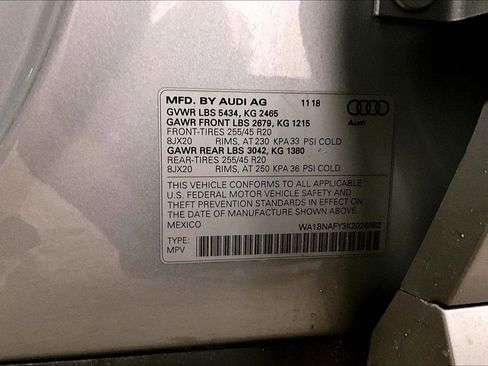 MFD. BY AUDI AG 11 18
GVWR LBS 5434, KG 2465
GAWR FRONT LBS 2679, KG 1215
FRONT-TIRES 255/45 R20
8JX20 RIMS, AT 230 KPA 33 PSI COLD
GAWR REAR LBS 3042, KG 1380
REAR-TIRES 255/45 R20
8JX20 RIMS, AT 250 KPA 36 PSI COLD
Audi
THIS VEHICLE CONFORMS TO ALL APPLICABLE
U.S. FEDERAL MOTOR VEHICLE SAFETY AND
THEFT PREVENTION STANDARDS IN EFFECT ON
THE DATE OF MANUFACTURE SHOWN ABOVE
MEXICO
TYPE:
MPV